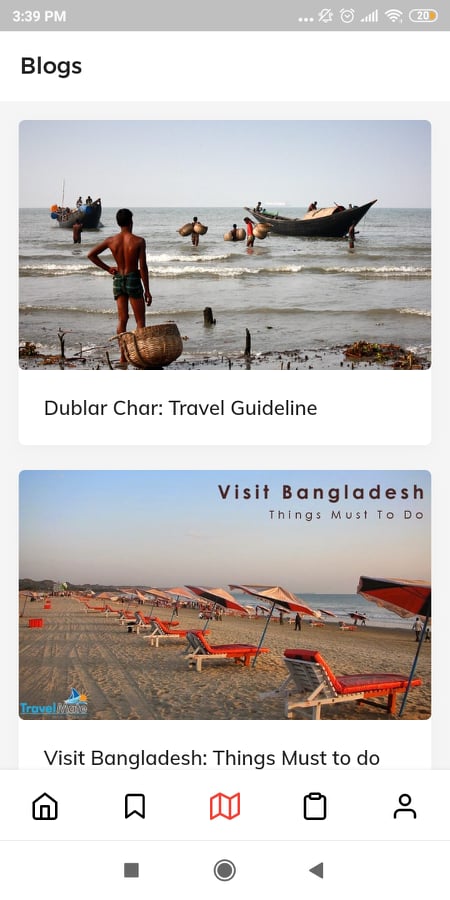 3:39 PM
20
Blogs
Dublar Char: Travel Guideline
Visit Bangladesh
Things Must To Do
TravelMate
Visit Bangladesh: Things Must to do